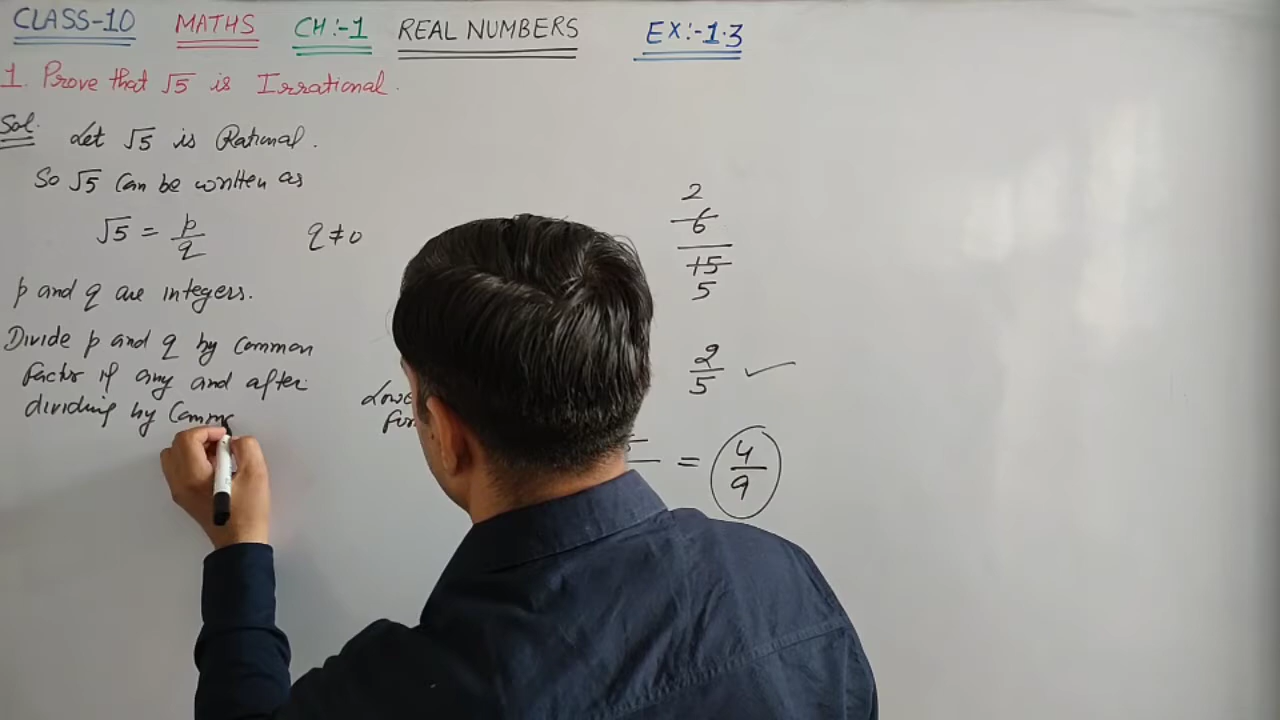 CLASS-10 MATHS CH:-1 REAL NUMBERS EX:-1.3
1. Prove that √5 is Irrational.
Sol. Let √5 is Rational.
So √5 can be written as
√5 = p/q q≠0
p and q are integers.
Divide p and q by common
factor if any and after
dividing by Comm
2
6
15
5
2/5 ✓
= 4/9